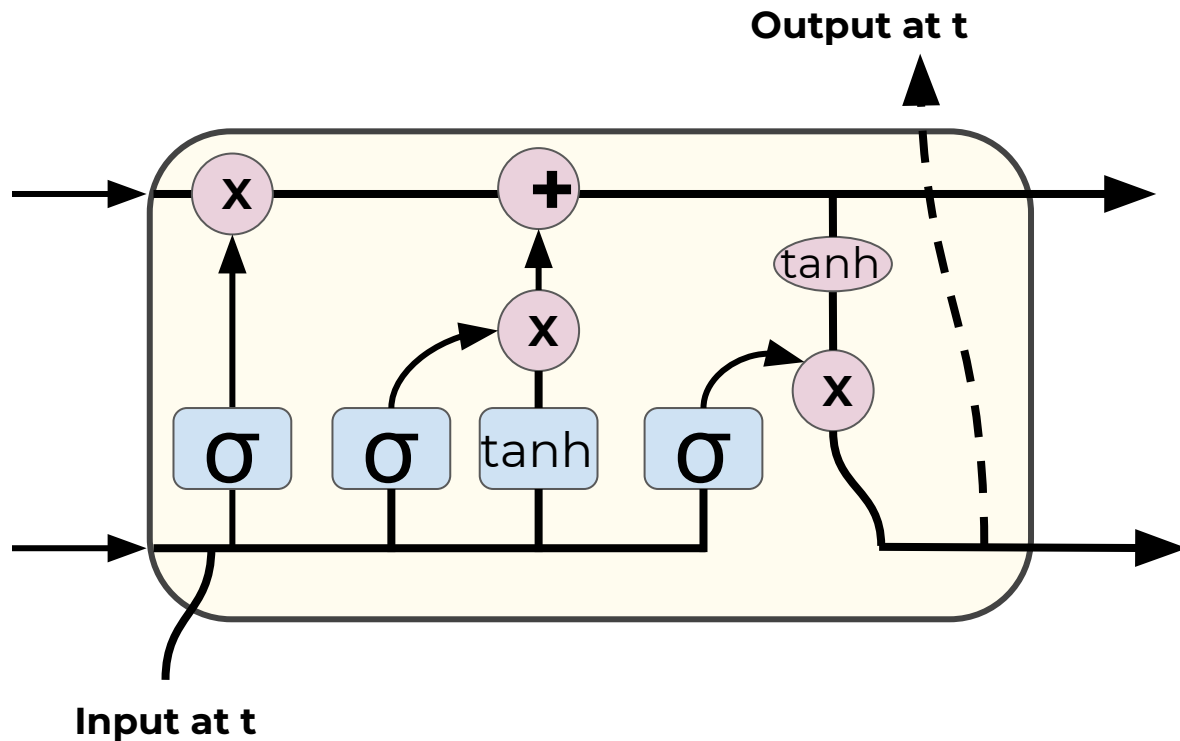 Output at t
x
+
tanh
x
x
σ
σ
tanh
σ
Input at t